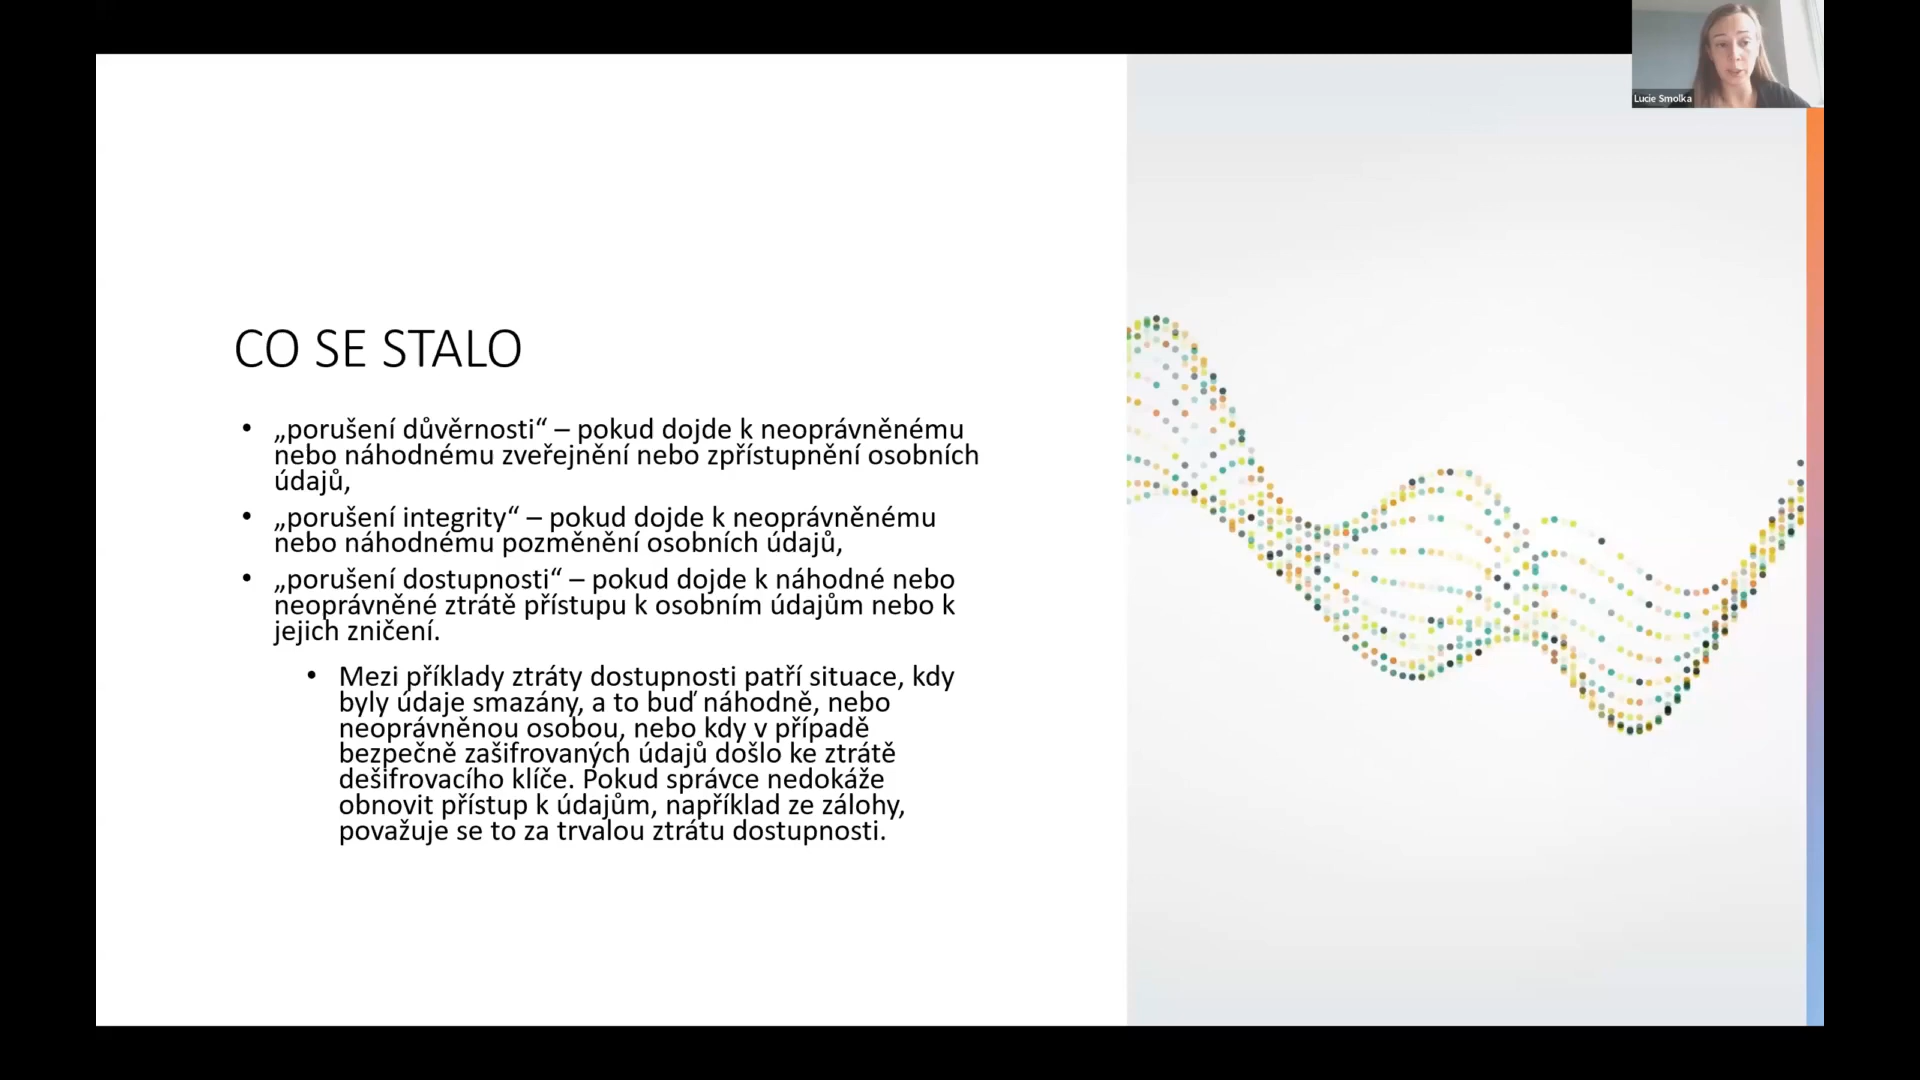 Lucie Smolka
CO SE STALO
• „porušení důvěrnosti“ – pokud dojde k neoprávněnému
nebo náhodnému zveřejnění nebo zpřístupnění osobních
údajů,
• „porušení integrity“ – pokud dojde k neoprávněnému
nebo náhodnému pozměnění osobních údajů,
• „porušení dostupnosti“ – pokud dojde k náhodné nebo
neoprávněné ztrátě přístupu k osobním údajům nebo k
jejich zničení.
• Mezi příklady ztráty dostupnosti patří situace, kdy
byly údaje smazány, a to buď náhodně, nebo
neoprávněnou osobou, nebo kdy v případě
bezpečně zašifrovaných údajů došlo ke ztrátě
dešifrovacího klíče. Pokud správce nedokáže
obnovit přístup k údajům, například ze zálohy,
považuje se to za trvalou ztrátu dostupnosti.